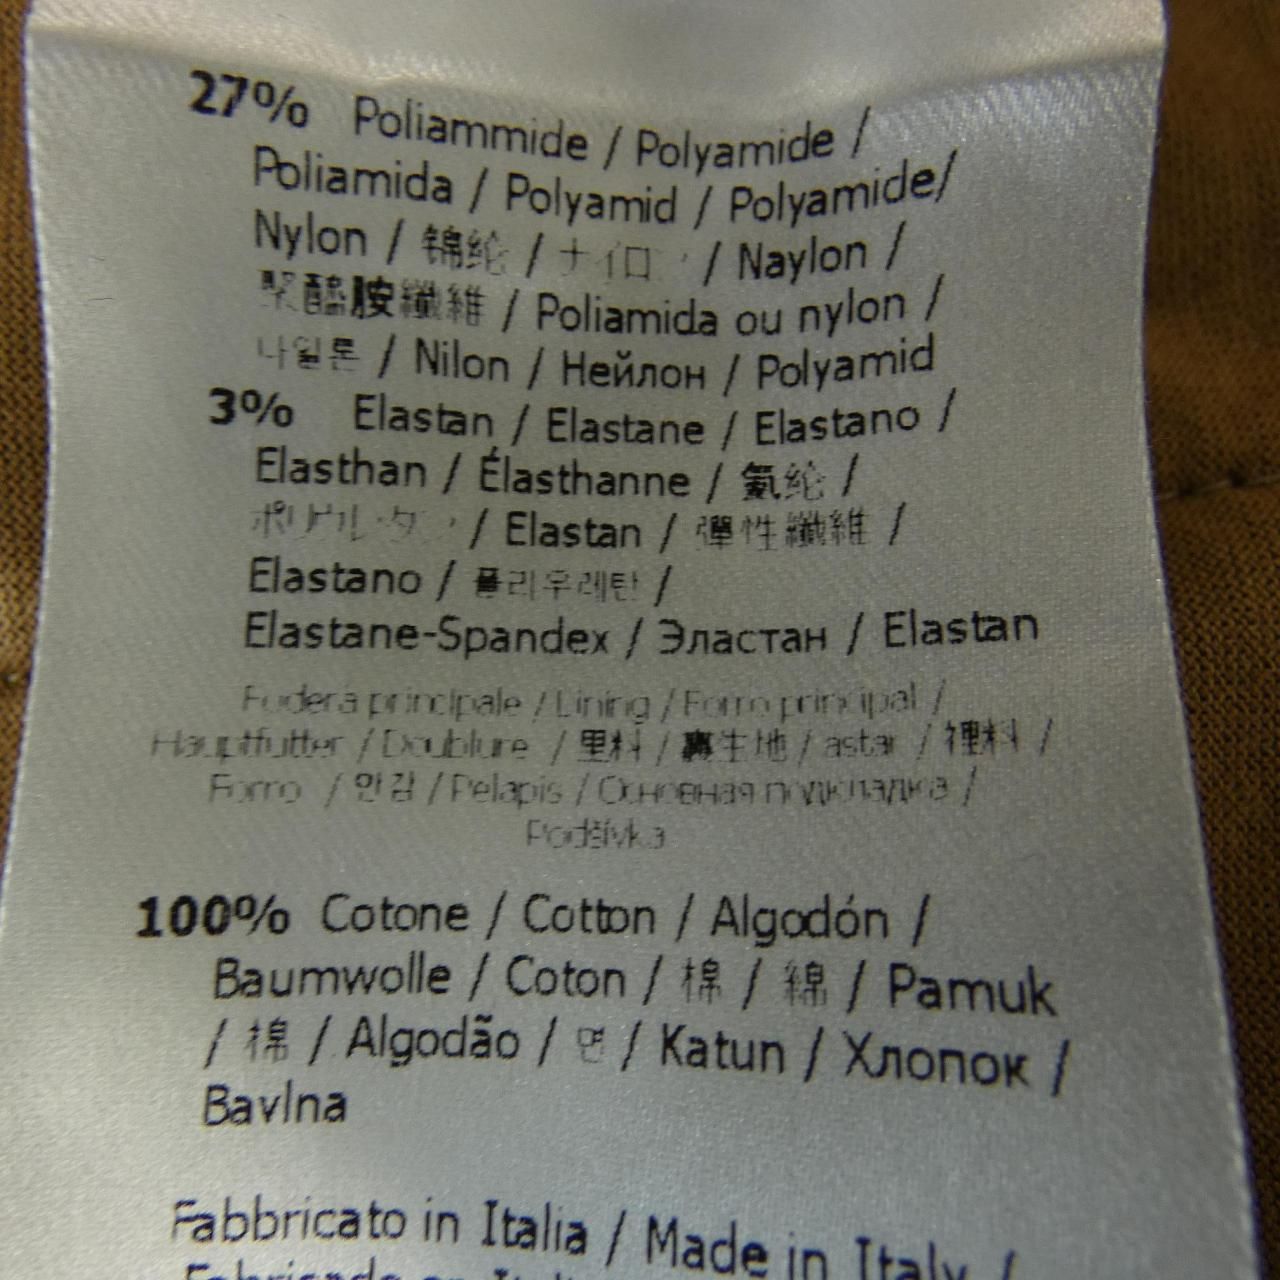 27% Poliammide / Polyamide /
Poliamida / Polyamid / Polyamide/
Nylon / 锦纶 / ナイロン / Naylon /
聚醯胺纖維 / Poliamida ou nylon /
나일론 / Nilon / Нейлон / Polyamid
3% Elastan / Elastane / Elastano /
Elasthan / Élasthanne / 氨纶 /
ポリウレタン / Elastan / 彈性纖維 /
Elastano / 폴리우레탄 /
Elastane-Spandex / Эластан / Elastan
Fodera principale / Lining / Forro principal /
Hauptfutter / Doublure / 里料 / 裏生地 / astar / 裡料 /
Forro / 안감 / Pelapis / Основная подкладка /
Podšívka
100% Cotone / Cotton / Algodón /
Baumwolle / Coton / 棉 / 綿 / Pamuk
/ 棉 / Algodão / 면 / Katun / Хлопок /
Bavlna
Fabbricato in Italia / Made in Italy /